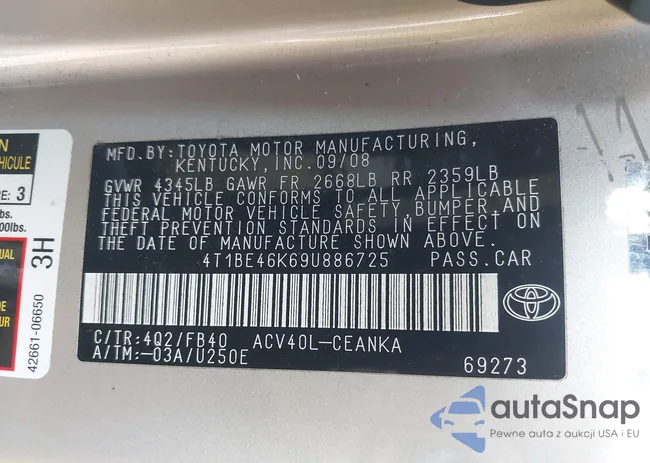 MFD.BY:TOYOTA MOTOR MANUFACTURING,
KENTUCKY, INC. 09/08
GVWR 4345LB GAWR FR 2668LB RR 2359LB
THIS VEHICLE CONFORMS TO ALL APPLICABLE
FEDERAL MOTOR VEHICLE SAFETY, BUMPER, AND
THEFT PREVENTION STANDARDS IN EFFECT ON
THE DATE OF MANUFACTURE SHOWN ABOVE.
4T1BE46K69U886725 PASS.CAR
C/TR:4Q2/FB40 ACV40L-CEANKA
A/TM:-03A/U250E
69273
3
3H
42661-06650
autaSnap
Pewne auta z aukcji USA i EU